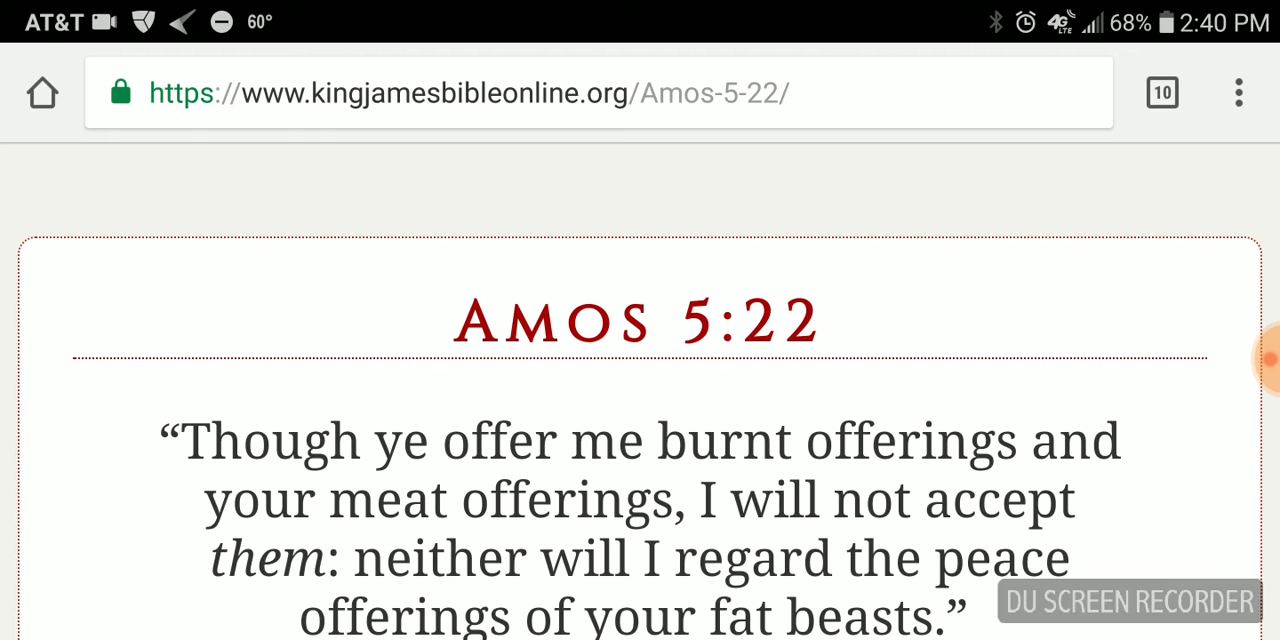 AT&T 60° 4G LTE 68% 2:40 PM
https://www.kingjamesbibleonline.org/Amos-5-22/ 10
AMOS 5:22
“Though ye offer me burnt offerings and
your meat offerings, I will not accept
them: neither will I regard the peace
offerings of your fat beasts.”
DU SCREEN RECORDER